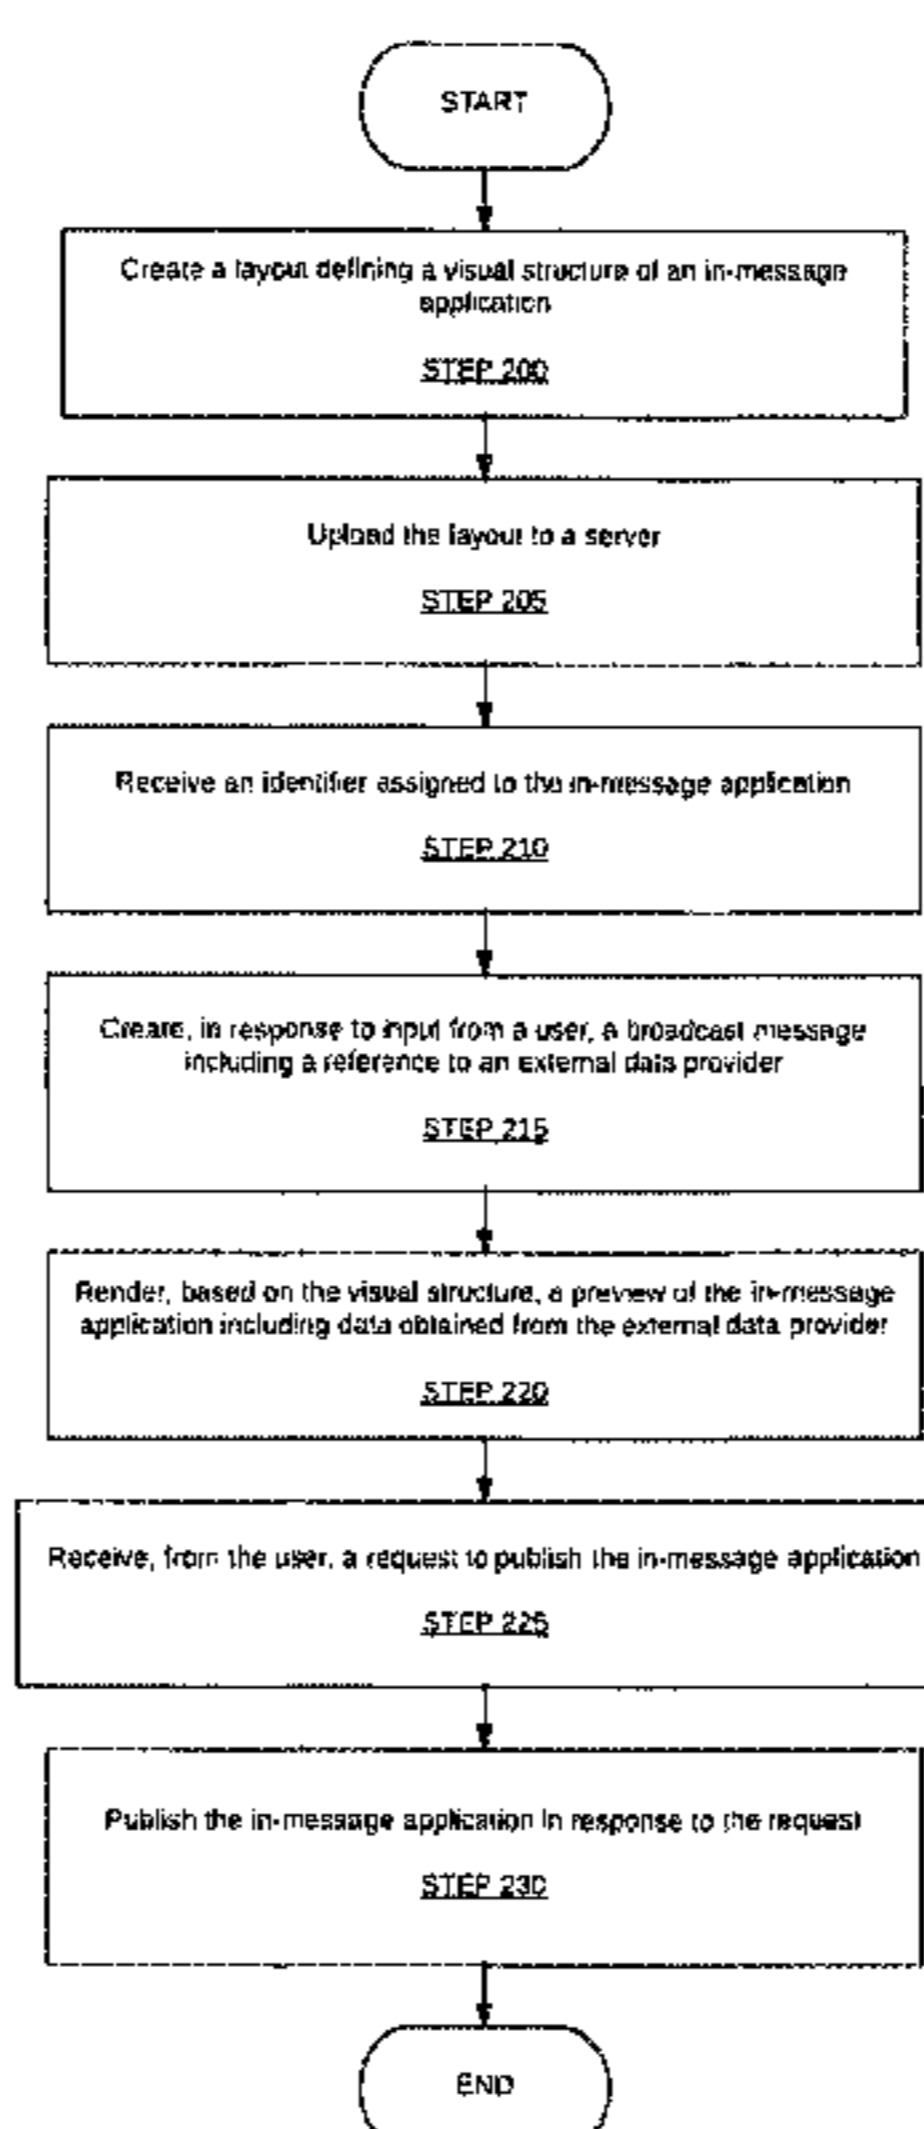 START
Create a layout defining a visual structure of an in-message
application
STEP 200
Upload the layout to a server
STEP 205
Receive an identifier assigned to the in-message application
STEP 210
Create, in response to input from a user, a broadcast message
including a reference to an external data provider
STEP 215
Render, based on the visual structure, a preview of the in-message
application including data obtained from the external data provider
STEP 220
Receive, from the user, a request to publish the in-message application
STEP 225
Publish the in-message application in response to the request
STEP 230
END